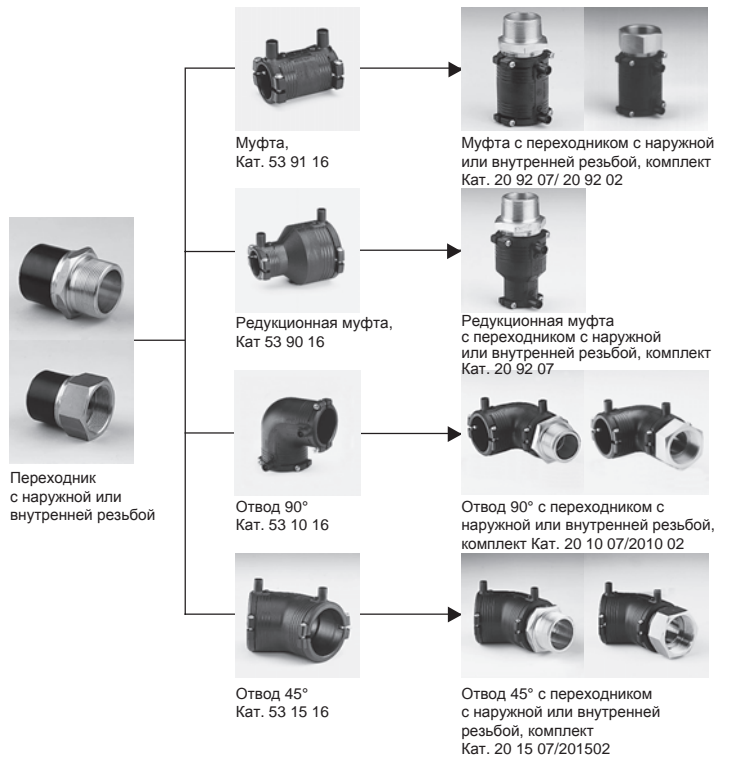 Муфта,
Кат. 53 91 16
Муфта с переходником с наружной
или внутренней резьбой, комплект
Кат. 20 92 07/ 20 92 02
Редукционная муфта,
Кат 53 90 16
Редукционная муфта
с переходником с наружной
или внутренней резьбой, комплект
Кат. 20 92 07
Переходник
с наружной или
внутренней резьбой
Отвод 90°
Кат. 53 10 16
Отвод 90° с переходником с
наружной или внутренней резьбой,
комплект Кат. 20 10 07/2010 02
Отвод 45°
Кат. 53 15 16
Отвод 45° с переходником
с наружной или внутренней
резьбой, комплект
Кат. 20 15 07/201502